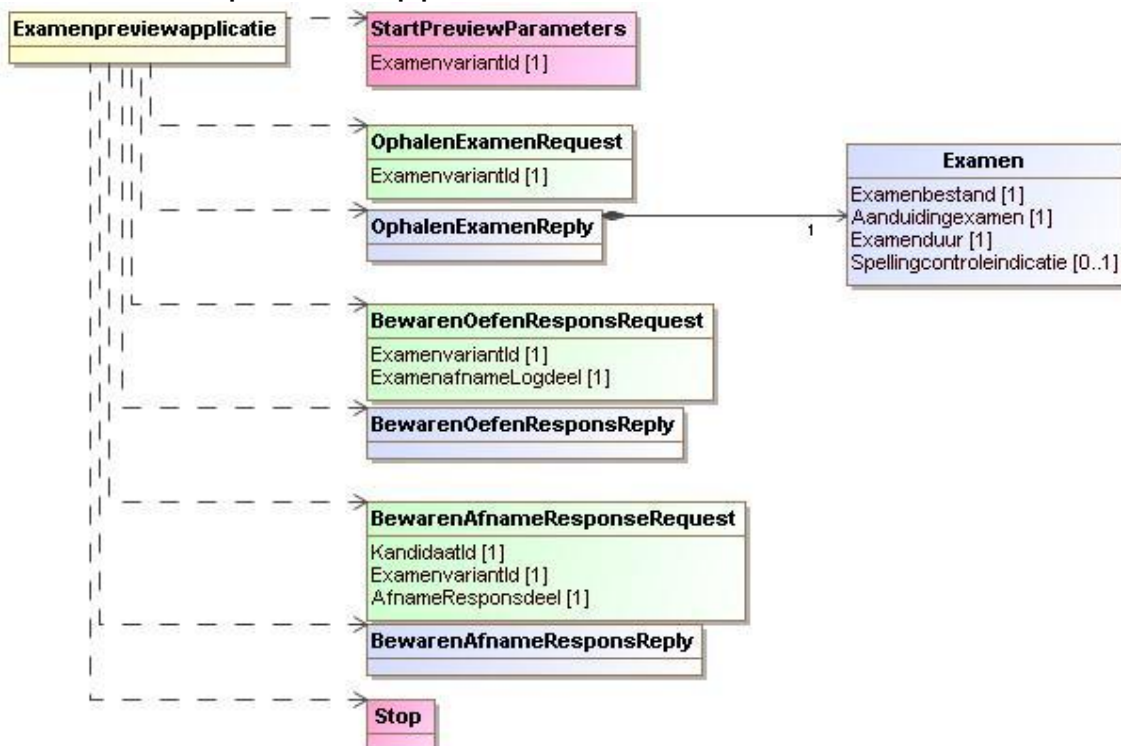 Examenpreviewapplicatie
StartPreviewParameters
ExamenvariantId [1]
OphalenExamenRequest
ExamenvariantId [1]
OphalenExamenReply
1
Examen
Examenbestand [1]
Aanduidingexamen [1]
Examenduur [1]
Spellingcontroleindicatie [0..1]
BewarenOefenResponsRequest
ExamenvariantId [1]
ExamenafnameLogdeel [1]
BewarenOefenResponsReply
BewarenAfnameResponseRequest
KandidaatId [1]
ExamenvariantId [1]
AfnameResponsdeel [1]
BewarenAfnameResponsReply
Stop